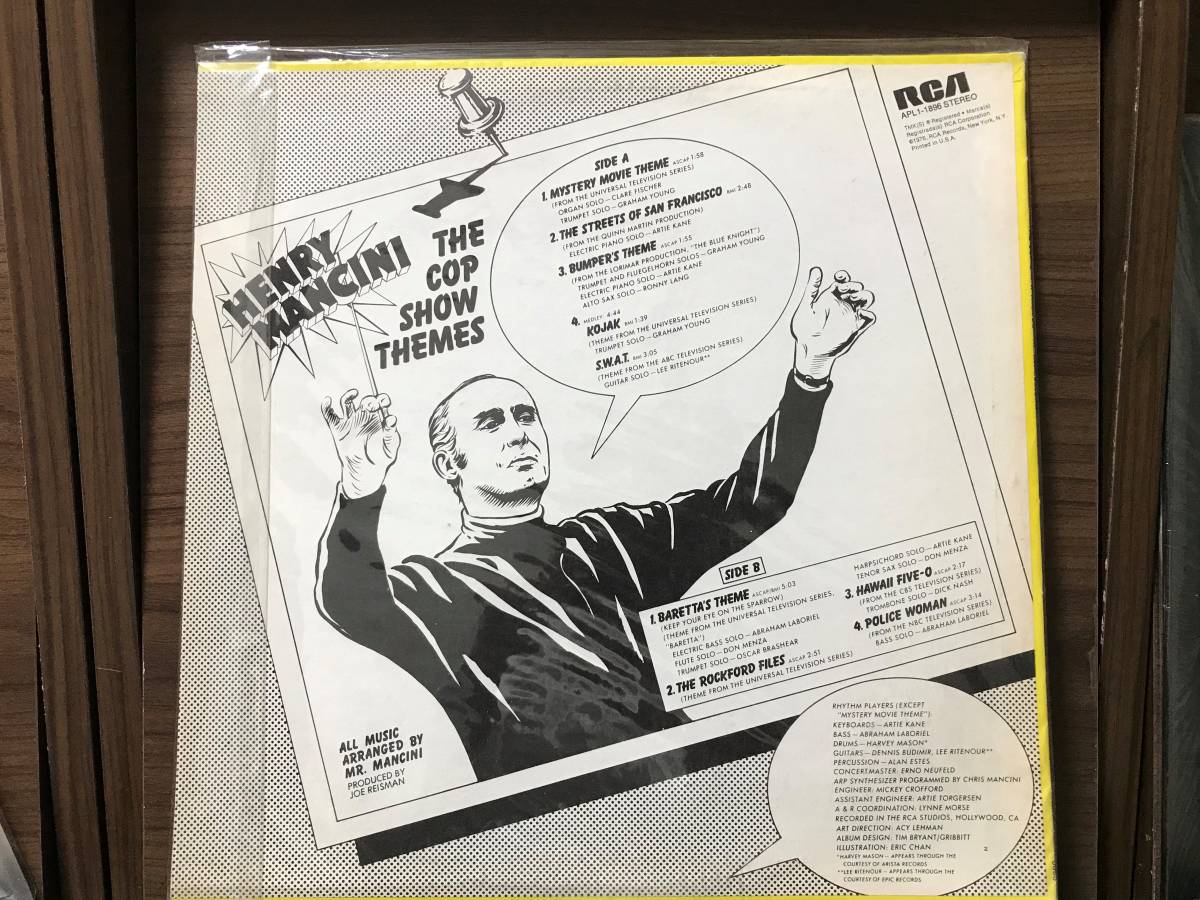 RCA
APL1-1896 STEREO
TMK(S) ® Registered • Marca(s)
Registrada(s) RCA Corporation
©1976, RCA Records, New York, N.Y.
Printed in U.S.A.
HENRY
MANCINI
THE
COP
SHOW
THEMES
SIDE A
1. MYSTERY MOVIE THEME ASCAP 1:58
(FROM THE UNIVERSAL TELEVISION SERIES)
ORGAN SOLO—CLARE FISCHER
TRUMPET SOLO—GRAHAM YOUNG
2. THE STREETS OF SAN FRANCISCO BMI 2:48
(FROM THE QUINN MARTIN PRODUCTION)
ELECTRIC PIANO SOLO—ARTIE KANE
3. BUMPER'S THEME ASCAP 1:55
(FROM THE LORIMAR PRODUCTION, "THE BLUE KNIGHT")
TRUMPET AND FLUEGELHORN SOLOS—GRAHAM YOUNG
ELECTRIC PIANO SOLO—ARTIE KANE
ALTO SAX SOLO—RONNY LANG
4. MEDLEY: 4:44
KOJAK BMI 1:39
(THEME FROM THE UNIVERSAL TELEVISION SERIES)
TRUMPET SOLO—GRAHAM YOUNG
S.W.A.T. BMI 3:05
(THEME FROM THE ABC TELEVISION SERIES)
GUITAR SOLO—LEE RITENOUR**
SIDE B
1. BARETTA'S THEME ASCAP/BMI 5:03
(KEEP YOUR EYE ON THE SPARROW)
(THEME FROM THE UNIVERSAL TELEVISION SERIES,
"BARETTA")
ELECTRIC BASS SOLO—ABRAHAM LABORIEL
FLUTE SOLO—DON MENZA
TRUMPET SOLO—OSCAR BRASHEAR
2. THE ROCKFORD FILES ASCAP 2:51
(THEME FROM THE UNIVERSAL TELEVISION SERIES)
HARPSICHORD SOLO—ARTIE KANE
TENOR SAX SOLO—DON MENZA
3. HAWAII FIVE-O ASCAP 2:17
(FROM THE CBS TELEVISION SERIES)
TROMBONE SOLO—DICK NASH
4. POLICE WOMAN ASCAP 3:14
(FROM THE NBC TELEVISION SERIES)
BASS SOLO—ABRAHAM LABORIEL
ALL MUSIC
ARRANGED BY
MR. MANCINI
PRODUCED BY
JOE REISMAN
RHYTHM PLAYERS (EXCEPT
"MYSTERY MOVIE THEME"):
KEYBOARDS—ARTIE KANE
BASS—ABRAHAM LABORIEL
DRUMS—HARVEY MASON*
GUITARS—DENNIS BUDIMIR, LEE RITENOUR**
PERCUSSION—ALAN ESTES
CONCERTMASTER: ERNO NEUFELD
ARP SYNTHESIZER PROGRAMMED BY CHRIS MANCINI
ENGINEER: MICKEY CROFFORD
ASSISTANT ENGINEER: ARTIE TORGERSEN
A & R COORDINATION: LYNNE MORSE
RECORDED IN THE RCA STUDIOS, HOLLYWOOD, CA
ART DIRECTION: ACY LEHMAN
ALBUM DESIGN: TIM BRYANT/GRIBBITT
ILLUSTRATION: ERIC CHAN
2
*HARVEY MASON—APPEARS THROUGH THE
COURTESY OF ARISTA RECORDS
**LEE RITENOUR—APPEARS THROUGH THE
COURTESY OF EPIC RECORDS